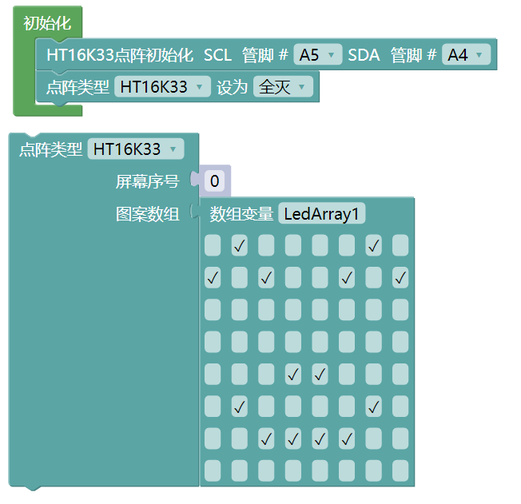 初始化
HT16K33点阵初始化 SCL 管脚 # A5 SDA 管脚 # A4
点阵类型 HT16K33 设为 全灭
点阵类型 HT16K33
屏幕序号 0
图案数组 数组变量 LedArray1